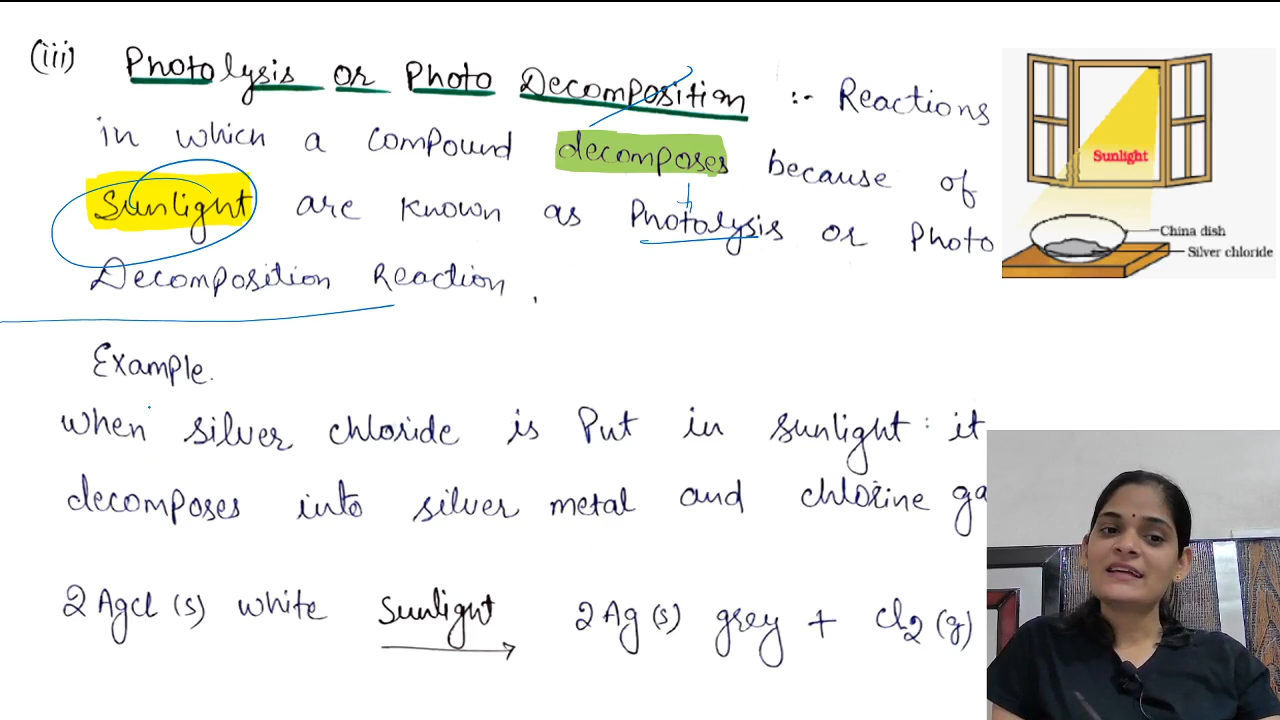 (iii) Photolysis or Photo Decomposition :- Reactions
in which a compound decomposes because of
Sunlight are known as Photolysis or Photo
Decomposition Reaction.
Sunlight
China dish
Silver chloride
Example.
When silver chloride is Put in sunlight : it
decomposes into silver metal and chlorine ga
2 Agcl (s) white Sunlight → 2 Ag (s) grey + Cl2 (g)